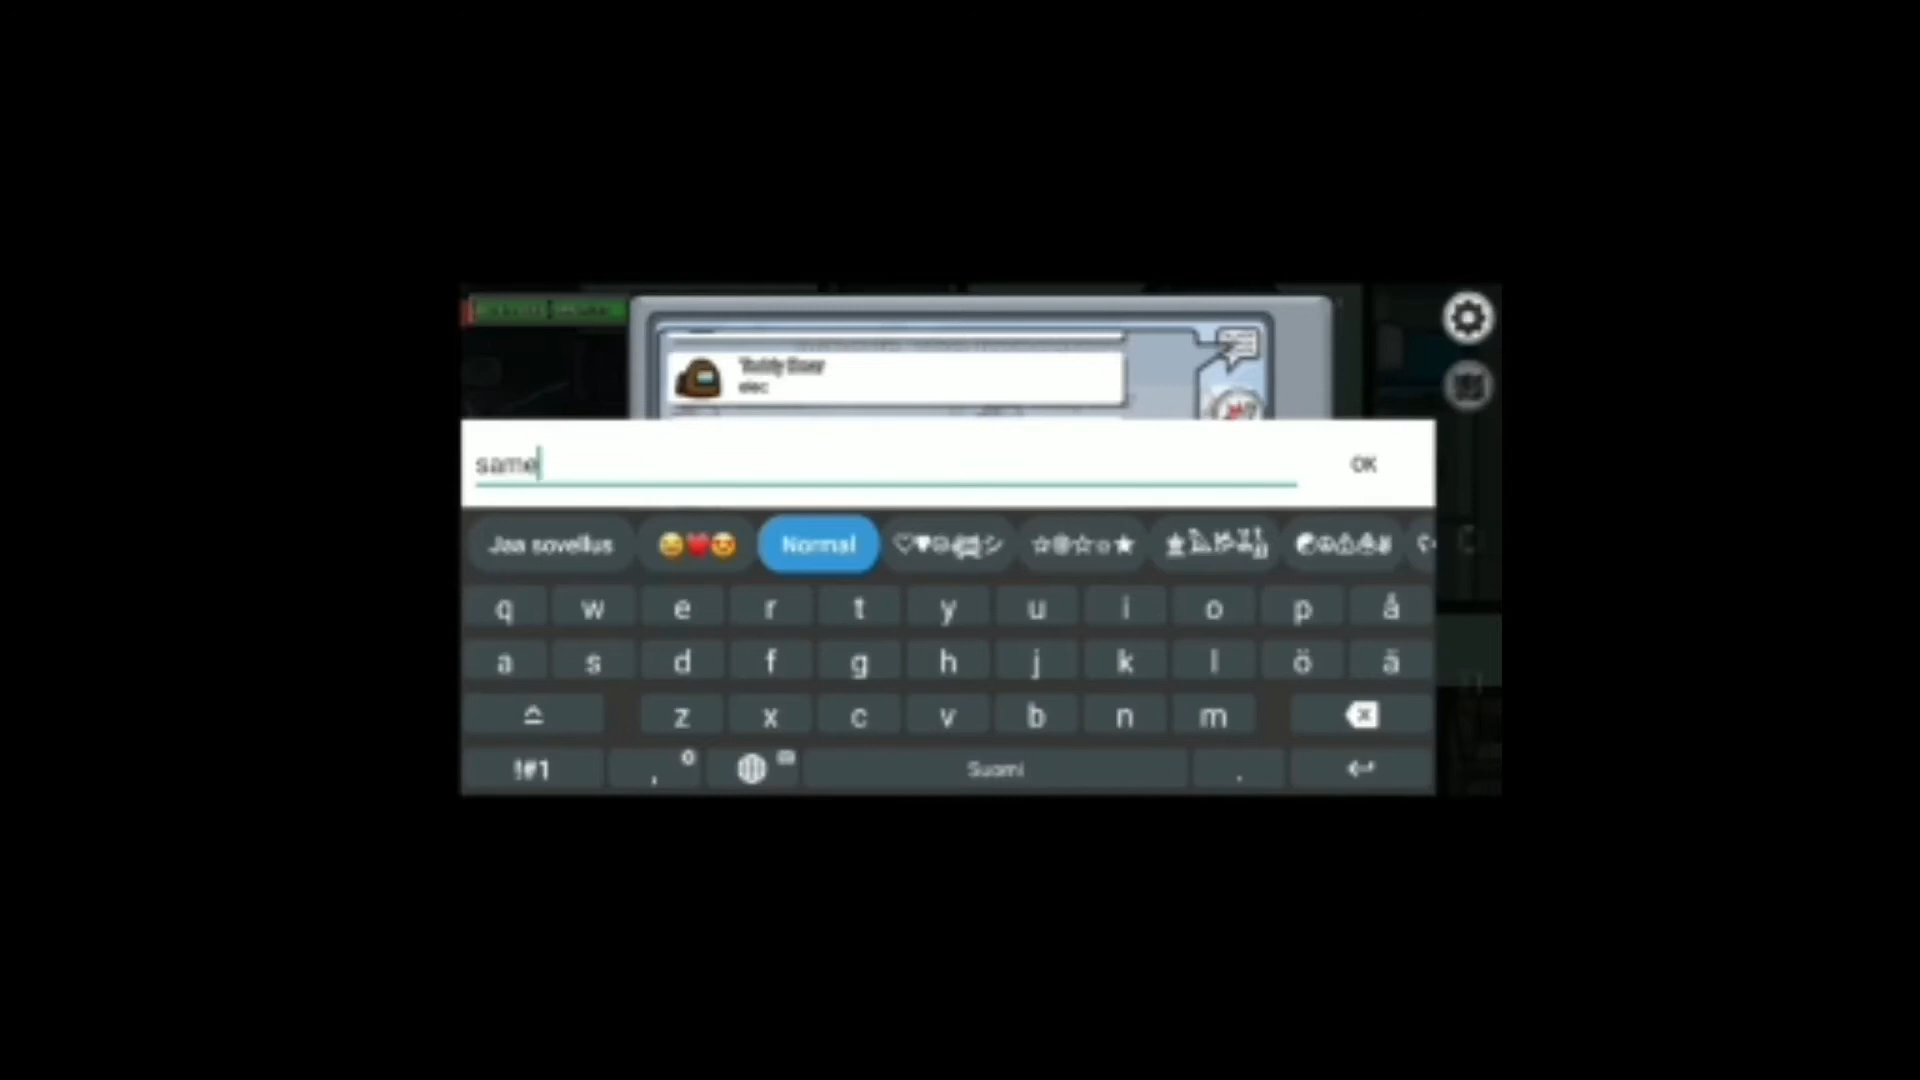 elec
same
OK
Jaa sovellus
Normal
q w e r t y u i o p å
a s d f g h j k l ö ä
z x c v b n m
!#1 , Suomi .